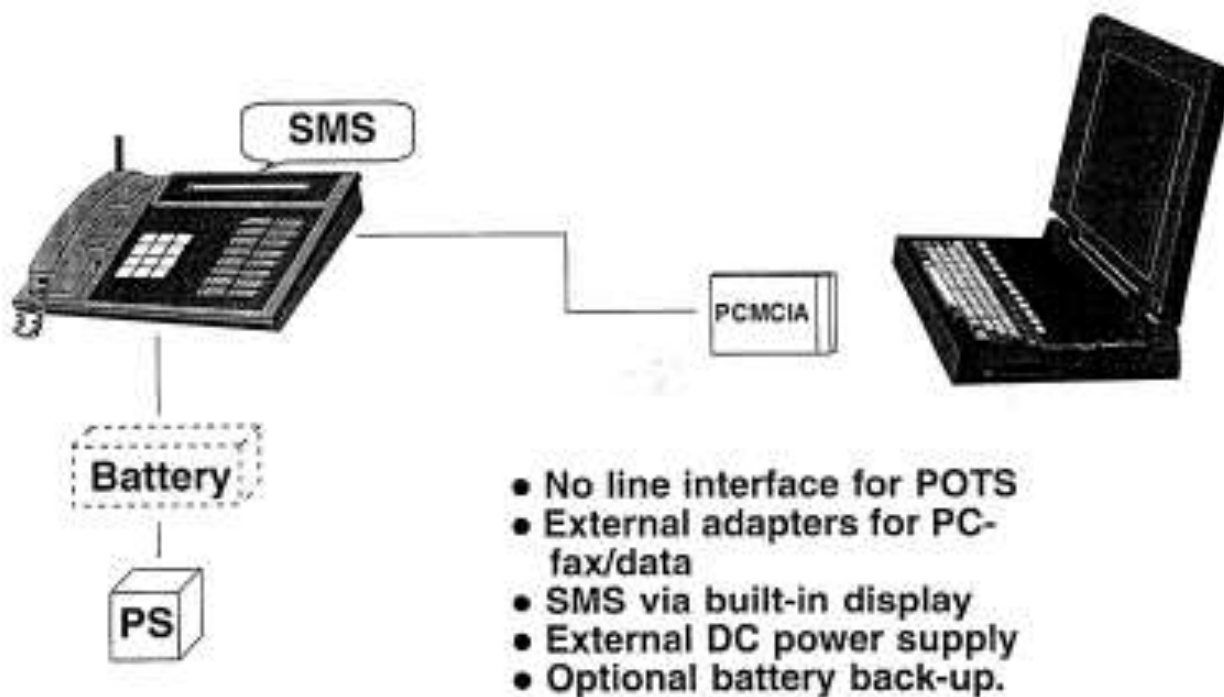 SMS
PCMCIA
Battery
PS
● No line interface for POTS
● External adapters for PC-
fax/data
● SMS via built-in display
● External DC power supply
● Optional battery back-up.